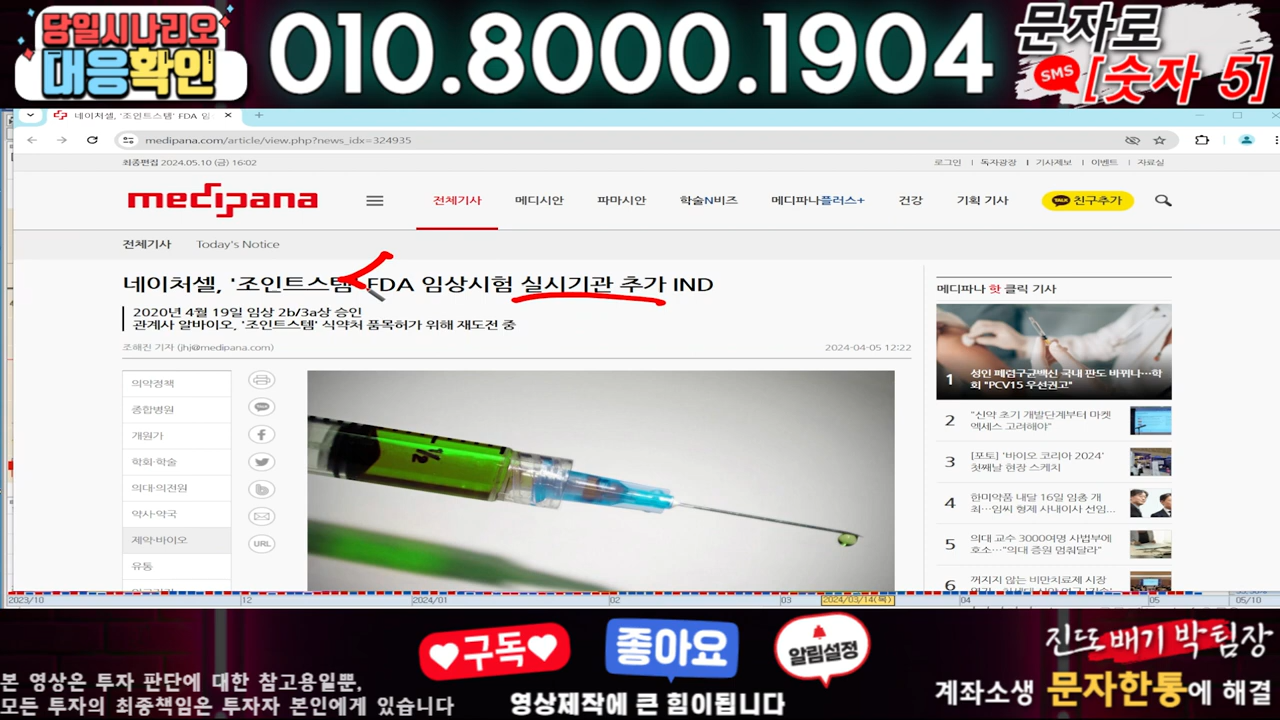 당일시나리오
대응확인
010.8000.1904
문자로
SMS [숫자 5]
네이처셀, '조인트스템' FDA 임
medipana.com/article/view.php?news_idx=324935
최종편집 2024.05.10 (금) 16:02
로그인 | 독자광장 | 기사제보 | 이벤트 | 자료실
medipana
전체기사 메디시안 파마시안 학술N비즈 메디파나플러스+ 건강 기획 기사
TALK 친구추가
전체기사 Today's Notice
네이처셀, '조인트스템' FDA 임상시험 실시기관 추가 IND
2020년 4월 19일 임상 2b/3a상 승인
관계사 알바이오, '조인트스템' 식약처 품목허가 위해 재도전 중
조해진 기자 (jhj@medipana.com)
2024-04-05 12:22
의약정책
종합병원
개원가
학회·학술
의대·의전원
약사·약국
제약·바이오
유통
TALK
URL
1/2
메디파나 핫 클릭 기사
1 성인 폐렴구균백신 국내 판도 바뀌나…학
회 "PCV15 우선권고"
2 "신약 초기 개발단계부터 마켓
엑세스 고려해야"
3 [포토] '바이오 코리아 2024'
첫째날 현장 스케치
4 한미약품 내달 16일 임총 개
최…임씨 형제 사내이사 선임...
5 의대 교수 3000여명 사법부에
호소…"의대 증원 멈춰달라"
6 꺼지지 않는 비만치료제 시장
2023/10 12 2024/01 02 03 2024/03/14(목) 04 05 05/10
구독
좋아요
알림설정
영상제작에 큰 힘이됩니다
본 영상은 투자 판단에 대한 참고용일뿐,
모든 투자의 최종책임은 투자자 본인에게 있습니다
진또배기 박팀장
계좌소생 문자한통에 해결